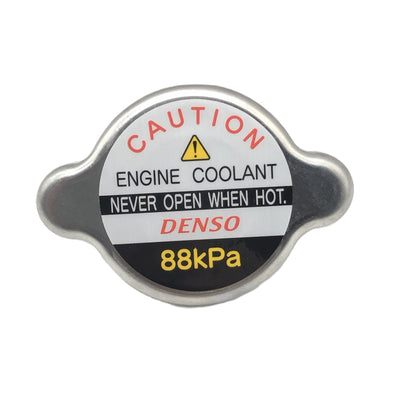 CAUTION
ENGINE COOLANT
NEVER OPEN WHEN HOT.
DENSO
88kPa